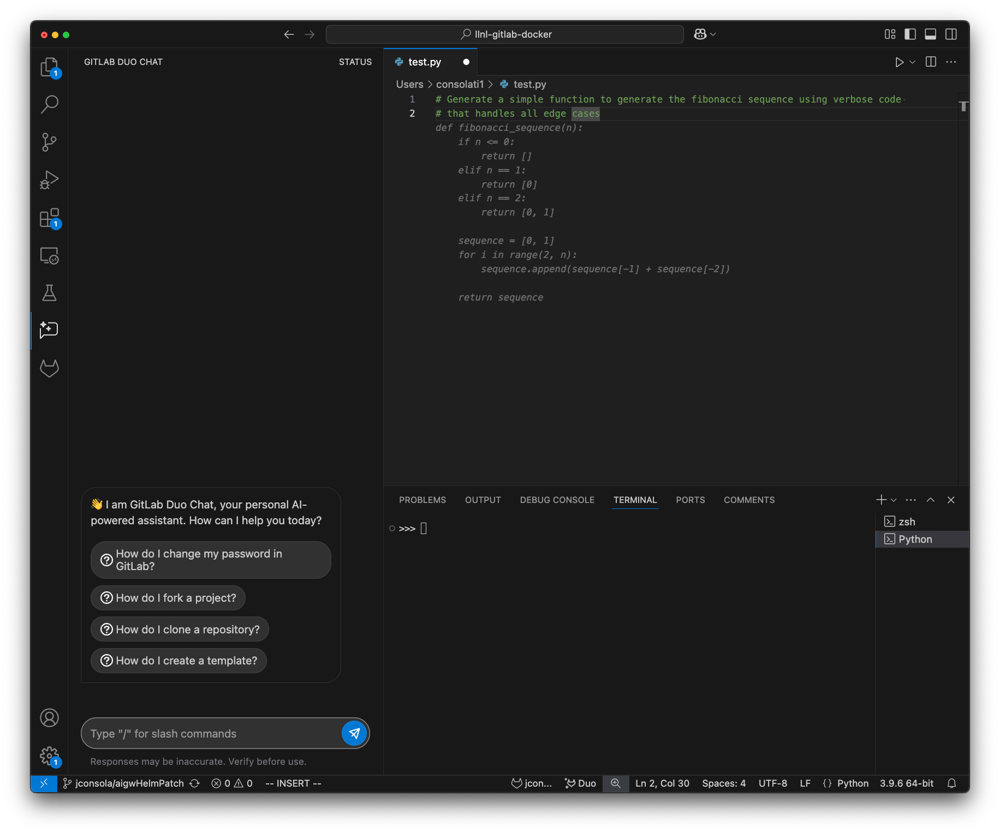 llnl-gitlab-docker
1
1
1
GITLAB DUO CHAT
STATUS
👋 I am GitLab Duo Chat, your personal AI-
powered assistant. How can I help you today?
How do I change my password in
GitLab?
How do I fork a project?
How do I clone a repository?
How do I create a template?
Type "/" for slash commands
Responses may be inaccurate. Verify before use.
test.py
Users > consolati1 > test.py
1 # Generate a simple function to generate the fibonacci sequence using verbose code
2 # that handles all edge cases
def fibonacci_sequence(n):
    if n <= 0:
        return []
    elif n == 1:
        return [0]
    elif n == 2:
        return [0, 1]
    sequence = [0, 1]
    for i in range(2, n):
        sequence.append(sequence[-1] + sequence[-2])
    return sequence
PROBLEMS OUTPUT DEBUG CONSOLE TERMINAL PORTS COMMENTS
>>>
zsh
Python
jconsola/aigwHelmPatch 0 0 -- INSERT -- jcon... Duo Ln 2, Col 30 Spaces: 4 UTF-8 LF {} Python 3.9.6 64-bit